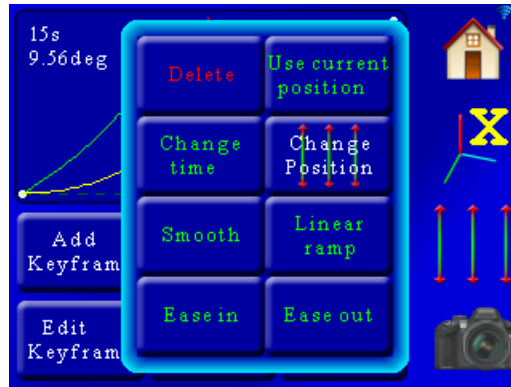 15s
9.56deg
Delete
Use current
position
Change
time
Change
Position
Smooth
Linear
ramp
Ease in
Ease out
Add
Keyfram
Edit
Keyfram
X